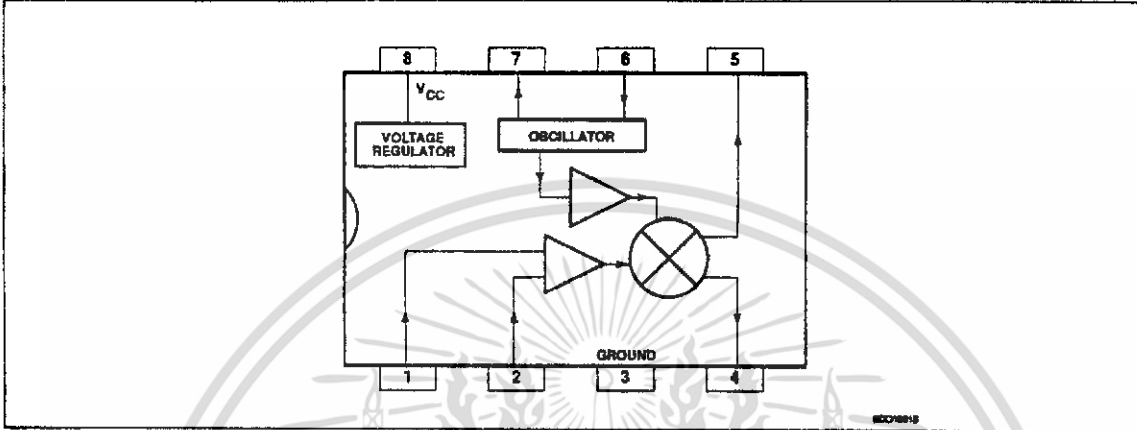 8 7 6 5
VCC
VOLTAGE
REGULATOR
OSCILLATOR
GROUND
1 2 3 4